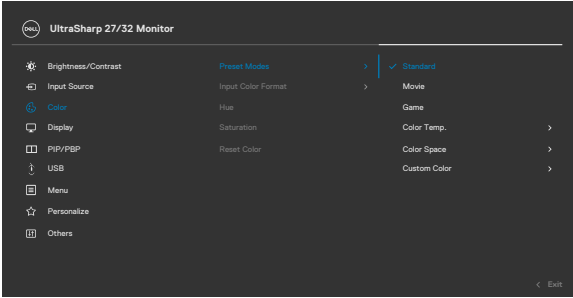 DELL UltraSharp 27/32 Monitor
Brightness/Contrast Preset Modes Standard
Input Source Input Color Format Movie
Color Hue Game
Display Saturation Color Temp.
PIP/PBP Reset Color Color Space
USB Custom Color
Menu
Personalize
Others
Exit